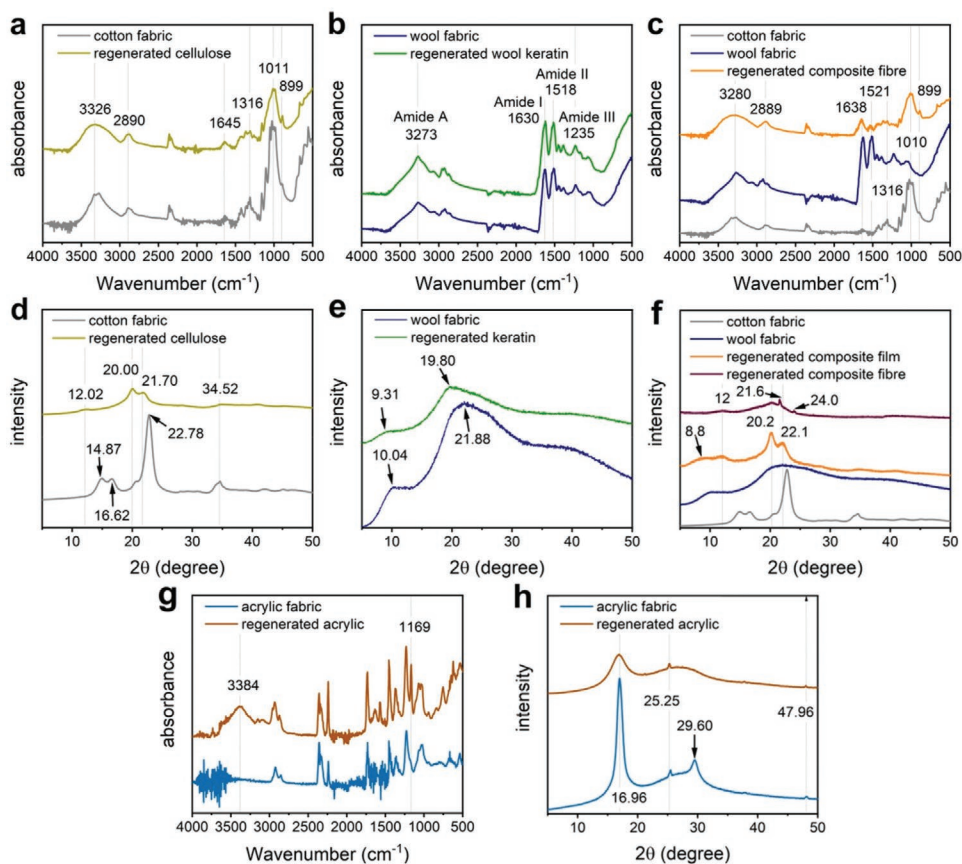 a
cotton fabric
regenerated cellulose
3326
2890
1645
1316
1011
899
absorbance
4000 3500 3000 2500 2000 1500 1000 500
Wavenumber (cm⁻¹)
b
wool fabric
regenerated wool keratin
Amide A
3273
Amide I
1630
Amide II
1518
Amide III
1235
absorbance
4000 3500 3000 2500 2000 1500 1000 500
Wavenumber (cm⁻¹)
c
cotton fabric
wool fabric
regenerated composite fibre
3280
2889
1638
1521
899
1010
1316
absorbance
4000 3500 3000 2500 2000 1500 1000 500
Wavenumber (cm⁻¹)
d
cotton fabric
regenerated cellulose
12.02
20.00
21.70
34.52
14.87
16.62
22.78
intensity
10 20 30 40 50
2θ (degree)
e
wool fabric
regenerated keratin
19.80
9.31
10.04
21.88
intensity
10 20 30 40 50
2θ (degree)
f
cotton fabric
wool fabric
regenerated composite film
regenerated composite fibre
21.6
12
24.0
20.2
8.8
22.1
intensity
10 20 30 40 50
2θ (degree)
g
acrylic fabric
regenerated acrylic
1169
3384
absorbance
4000 3500 3000 2500 2000 1500 1000 500
Wavenumber (cm⁻¹)
h
acrylic fabric
regenerated acrylic
25.25
47.96
29.60
16.96
intensity
10 20 30 40 50
2θ (degree)